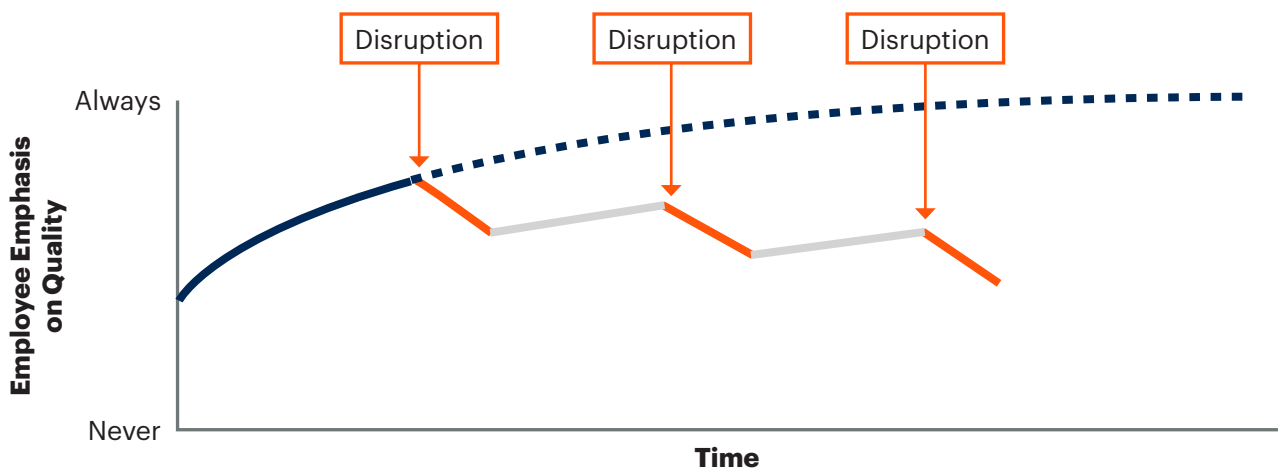 Disruption
Disruption
Disruption
Always
Employee Emphasis
on Quality
Never
Time